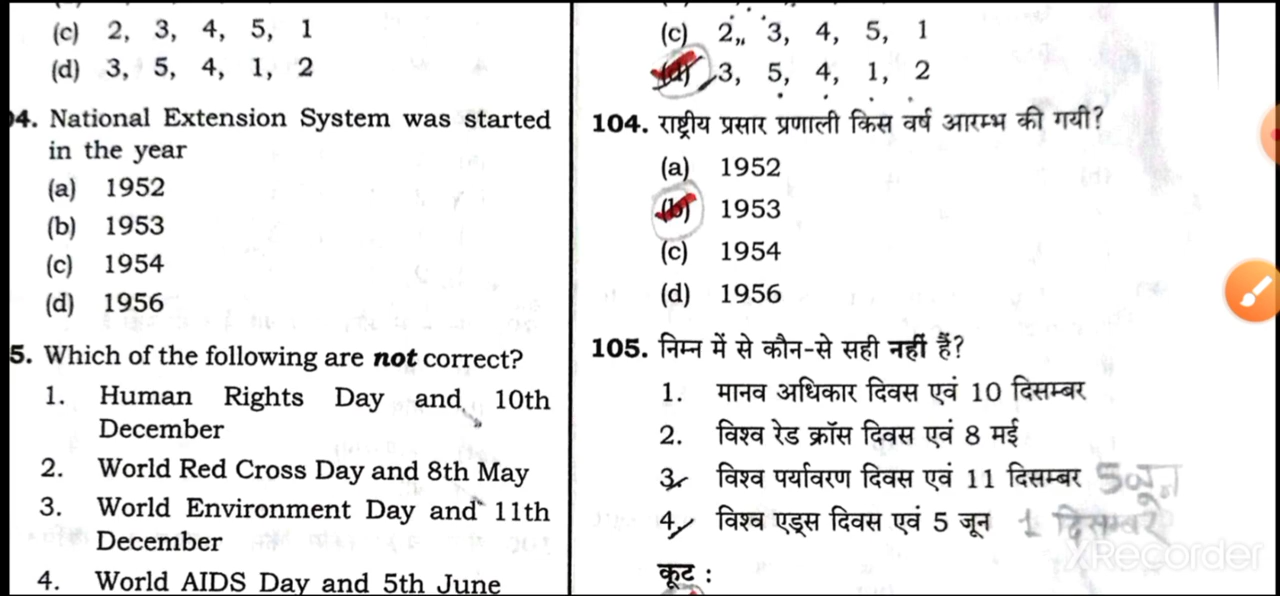 (c) 2, 3, 4, 5, 1
(d) 3, 5, 4, 1, 2
4. National Extension System was started
in the year
(a) 1952
(b) 1953
(c) 1954
(d) 1956
5. Which of the following are not correct?
1. Human Rights Day and 10th
December
2. World Red Cross Day and 8th May
3. World Environment Day and 11th
December
4. World AIDS Day and 5th June
(c) 2, 3, 4, 5, 1
(d) 3, 5, 4, 1, 2
104. राष्ट्रीय प्रसार प्रणाली किस वर्ष आरम्भ की गयी?
(a) 1952
(b) 1953
(c) 1954
(d) 1956
105. निम्न में से कौन-से सही नहीं हैं?
1. मानव अधिकार दिवस एवं 10 दिसम्बर
2. विश्व रेड क्रॉस दिवस एवं 8 मई
3. विश्व पर्यावरण दिवस एवं 11 दिसम्बर 5 जून
4. विश्व एड्स दिवस एवं 5 जून 1 दिसम्बर
कूट :
XRecorder